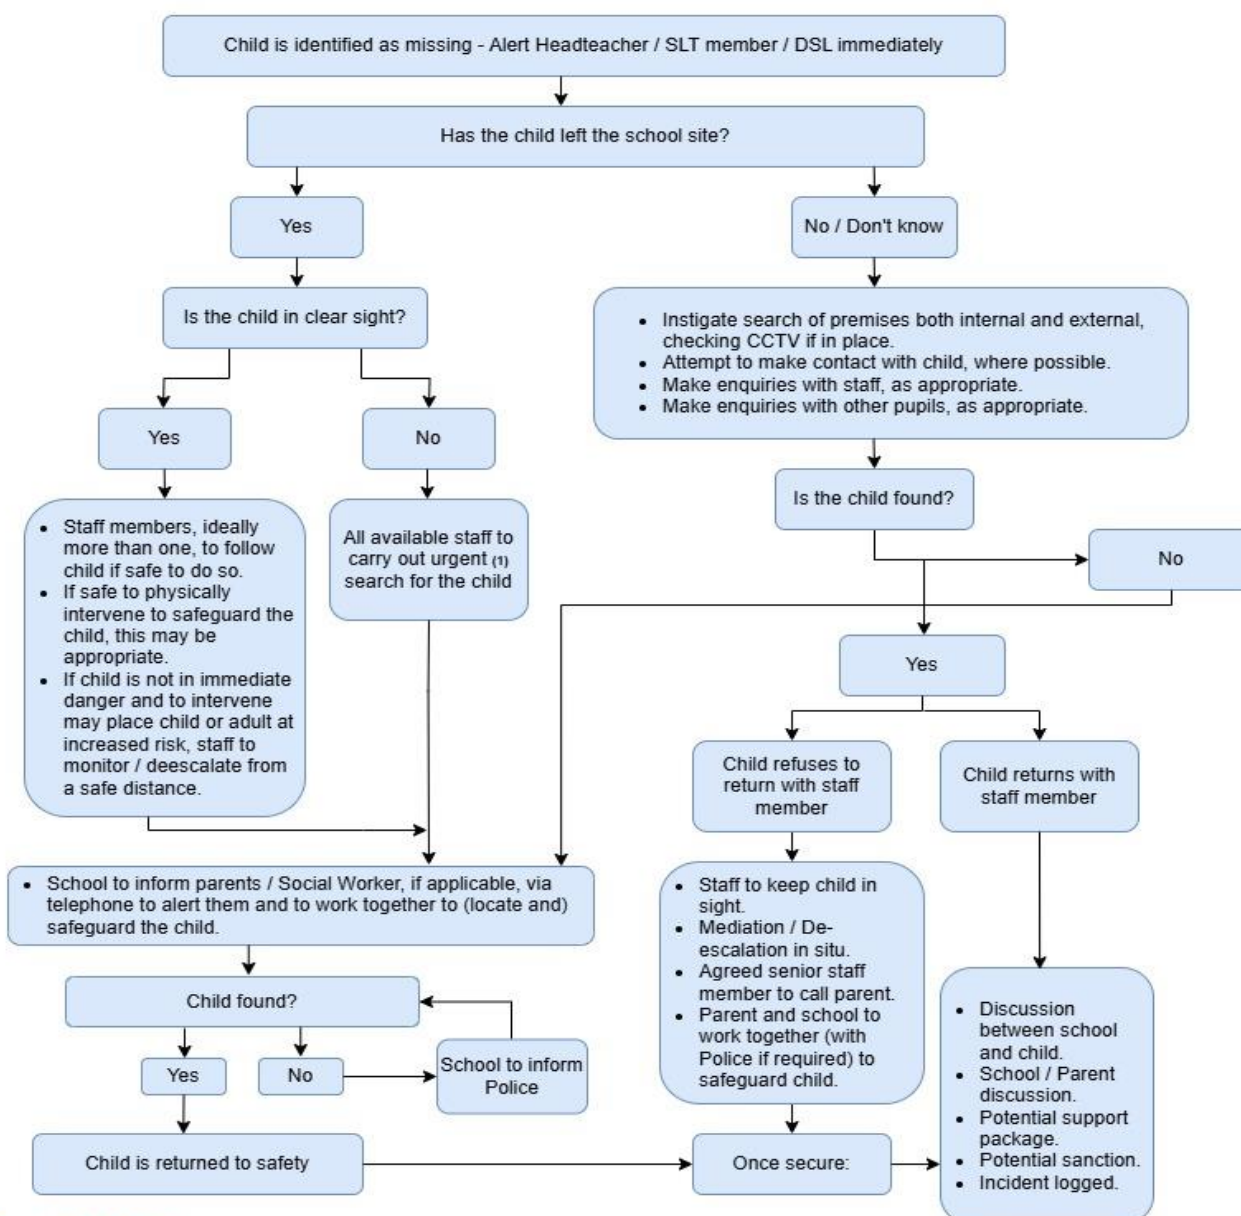 Child is identified as missing - Alert Headteacher / SLT member / DSL immediately
Has the child left the school site?
Yes
No / Don't know
Is the child in clear sight?
• Instigate search of premises both internal and external,
checking CCTV if in place.
• Attempt to make contact with child, where possible.
• Make enquiries with staff, as appropriate.
• Make enquiries with other pupils, as appropriate.
Yes
No
Is the child found?
• Staff members, ideally
more than one, to follow
child if safe to do so.
• If safe to physically
intervene to safeguard the
child, this may be
appropriate.
• If child is not in immediate
danger and to intervene
may place child or adult at
increased risk, staff to
monitor / deescalate from
a safe distance.
All available staff to
carry out urgent (1)
search for the child
No
Yes
Child refuses to
return with staff
member
Child returns with
staff member
• School to inform parents / Social Worker, if applicable, via
telephone to alert them and to work together to (locate and)
safeguard the child.
• Staff to keep child in
sight.
• Mediation / De-
escalation in situ.
• Agreed senior staff
member to call parent.
• Parent and school to
work together (with
Police if required) to
safeguard child.
Child found?
Yes
No
School to inform
Police
• Discussion
between school
and child.
• School / Parent
discussion.
• Potential support
package.
• Potential sanction.
• Incident logged.
Child is returned to safety
Once secure: